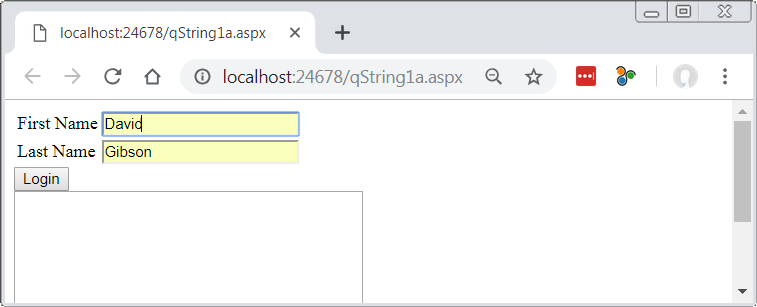 localhost:24678/qString1a.aspx
localhost:24678/qString1a.aspx
First Name David
Last Name Gibson
Login